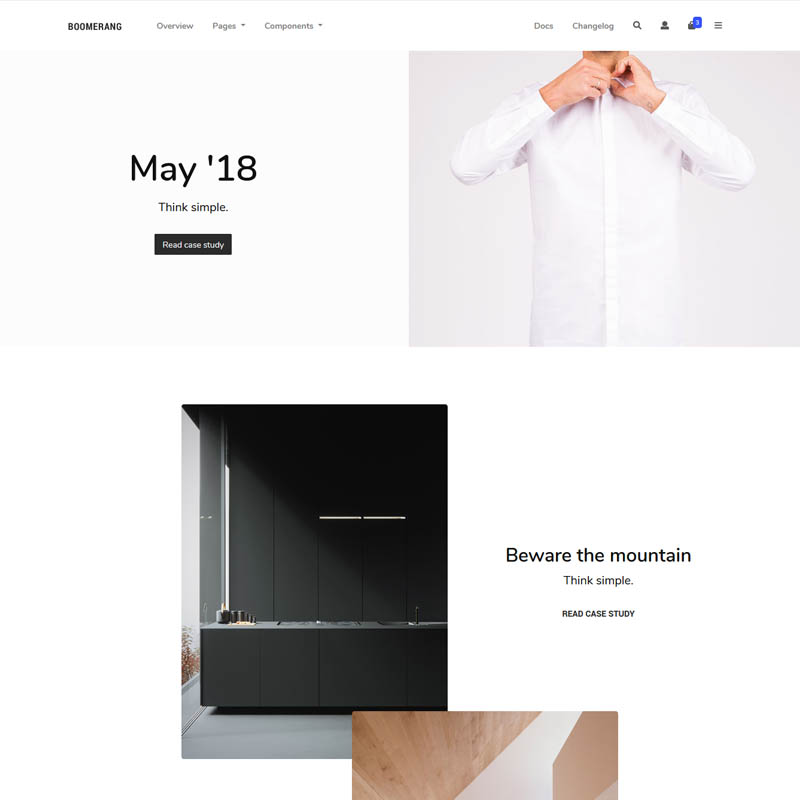 BOOMERANG Overview Pages Components Docs Changelog 3
May '18
Think simple.
Read case study
Beware the mountain
Think simple.
READ CASE STUDY